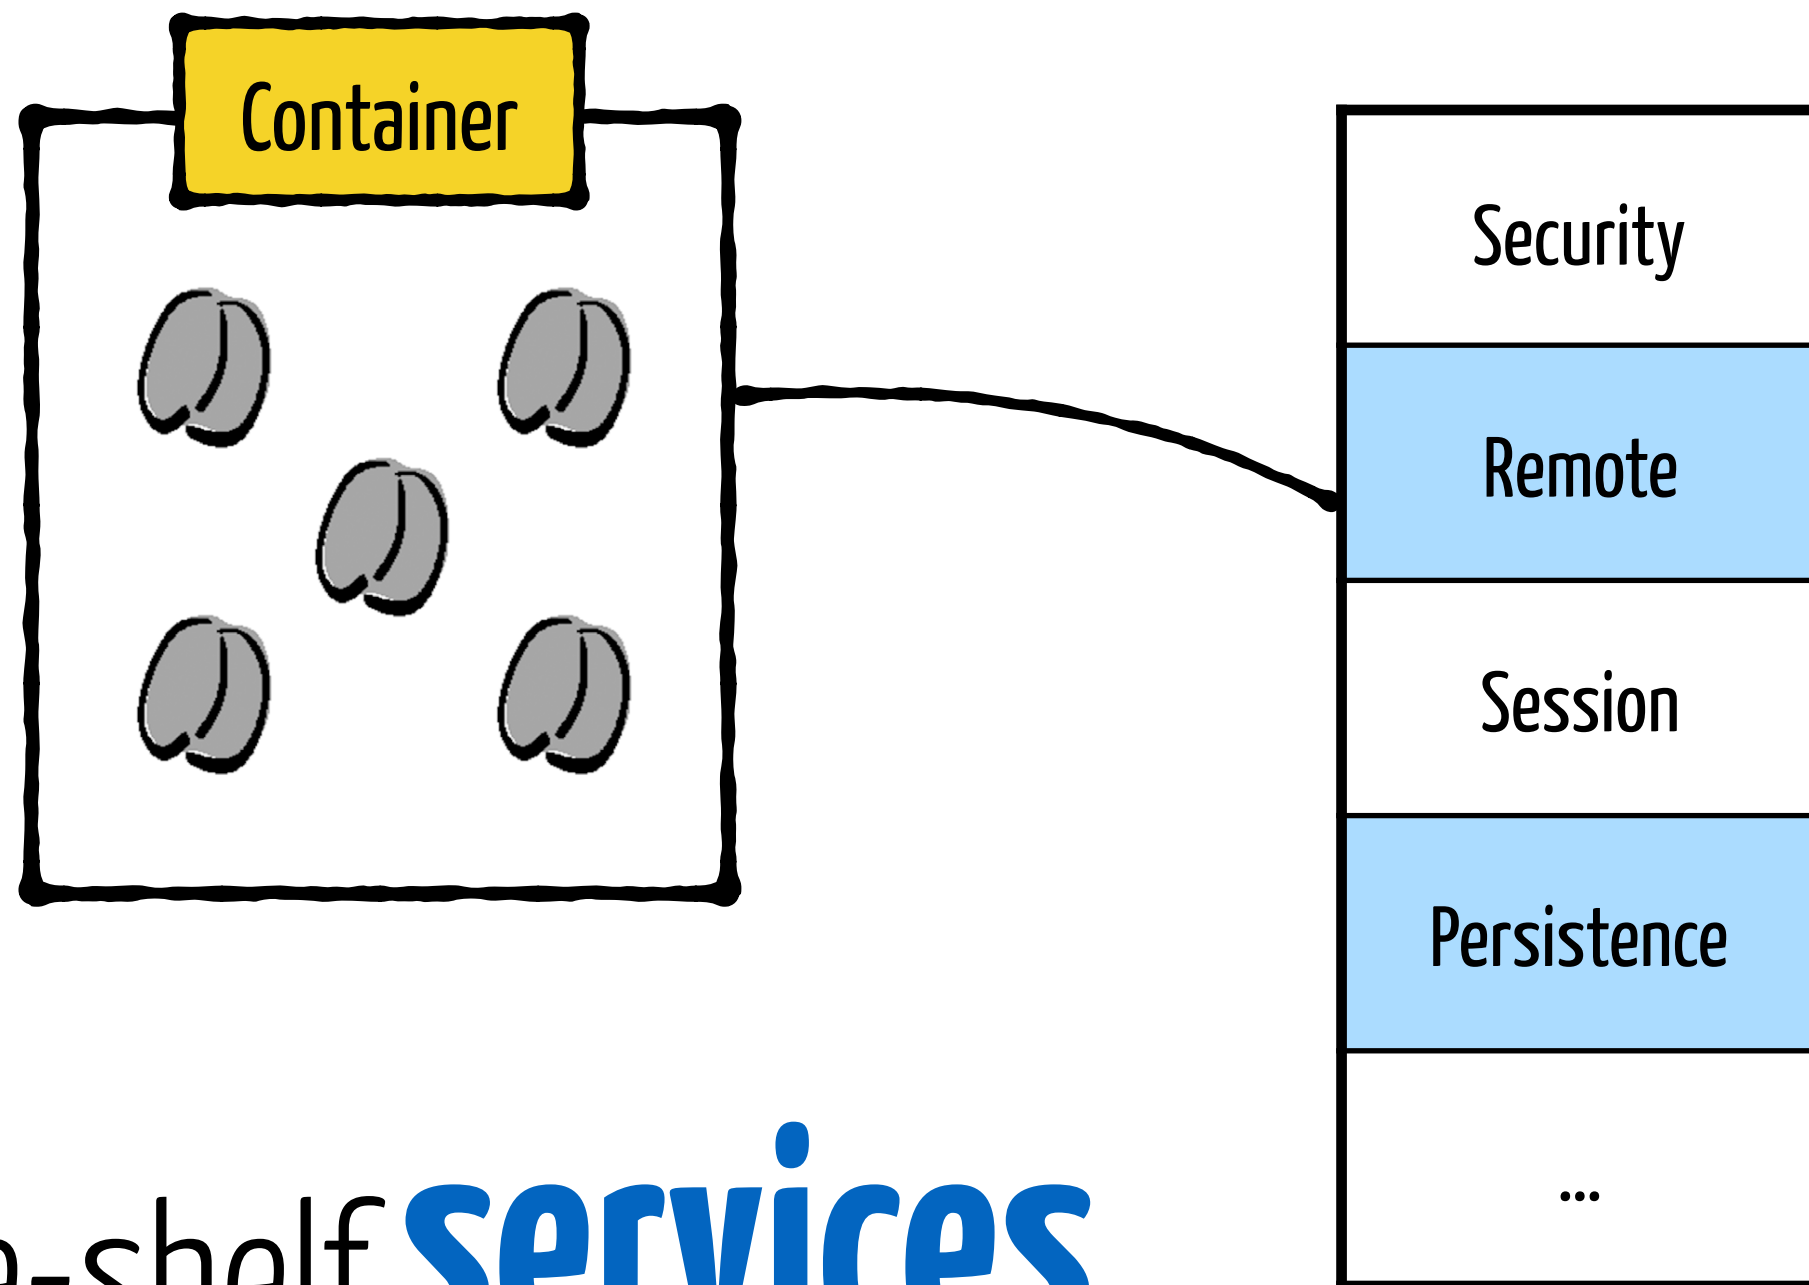 Container
Security
Remote
Session
Persistence
...
-shelf services